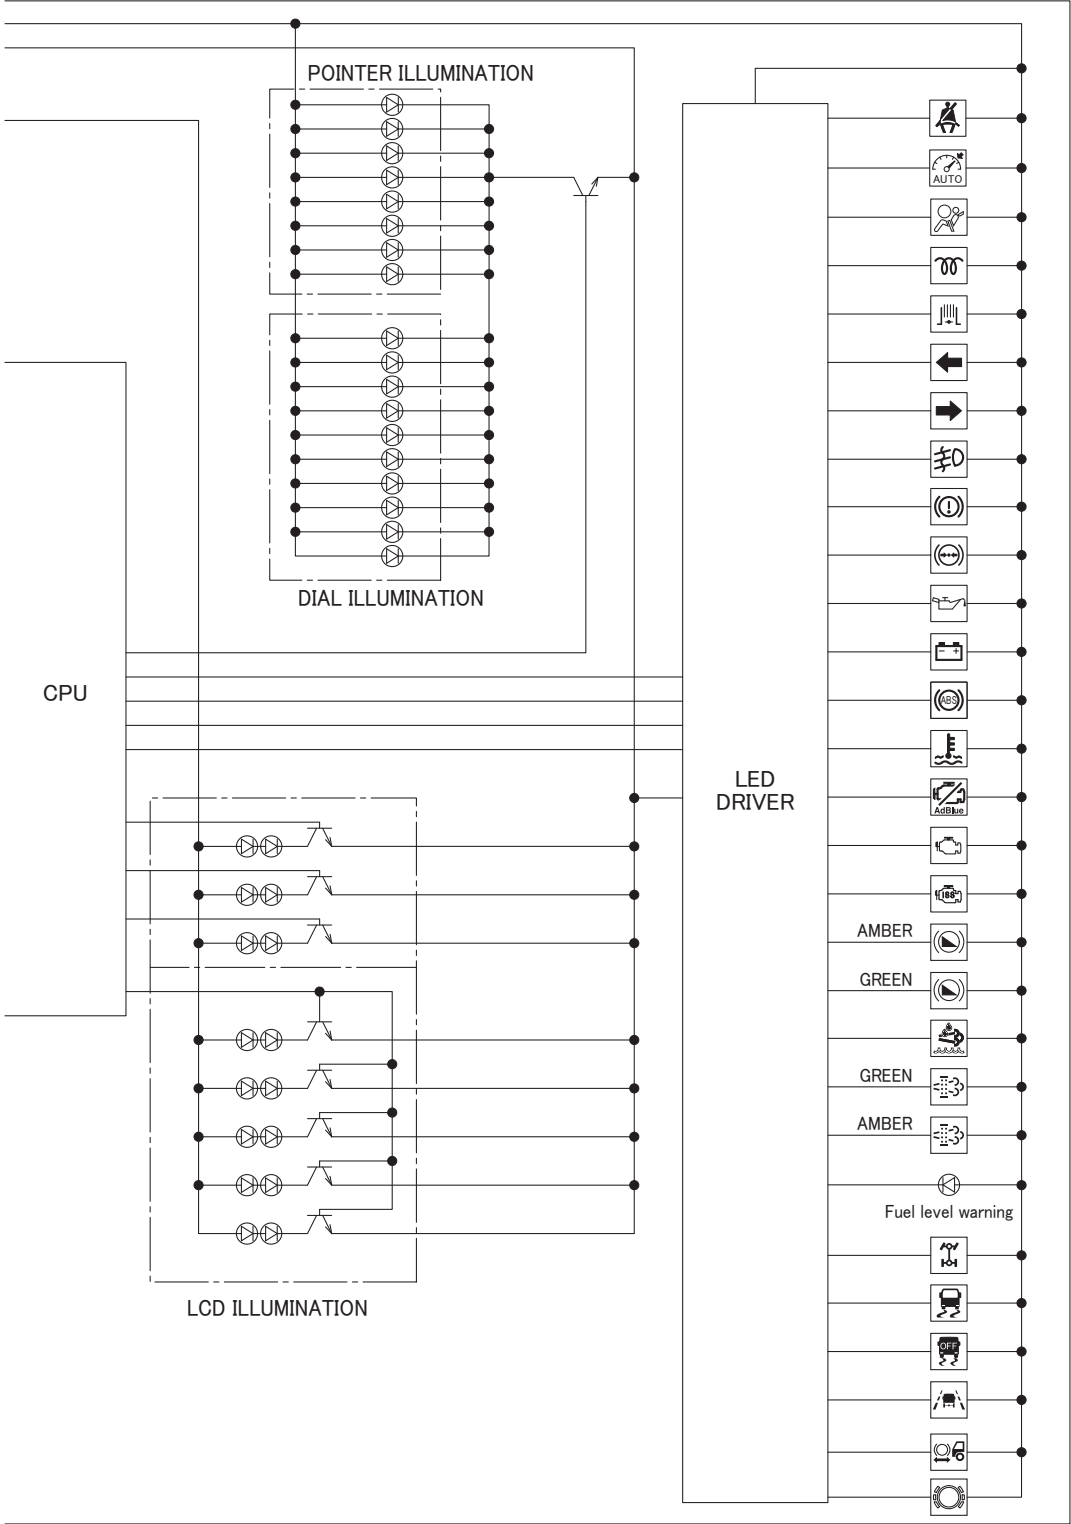 POINTER ILLUMINATION
AUTO
DIAL ILLUMINATION
CPU
ABS
LED
DRIVER
AdBlue
AMBER
GREEN
GREEN
AMBER
Fuel level warning
LCD ILLUMINATION
OFF